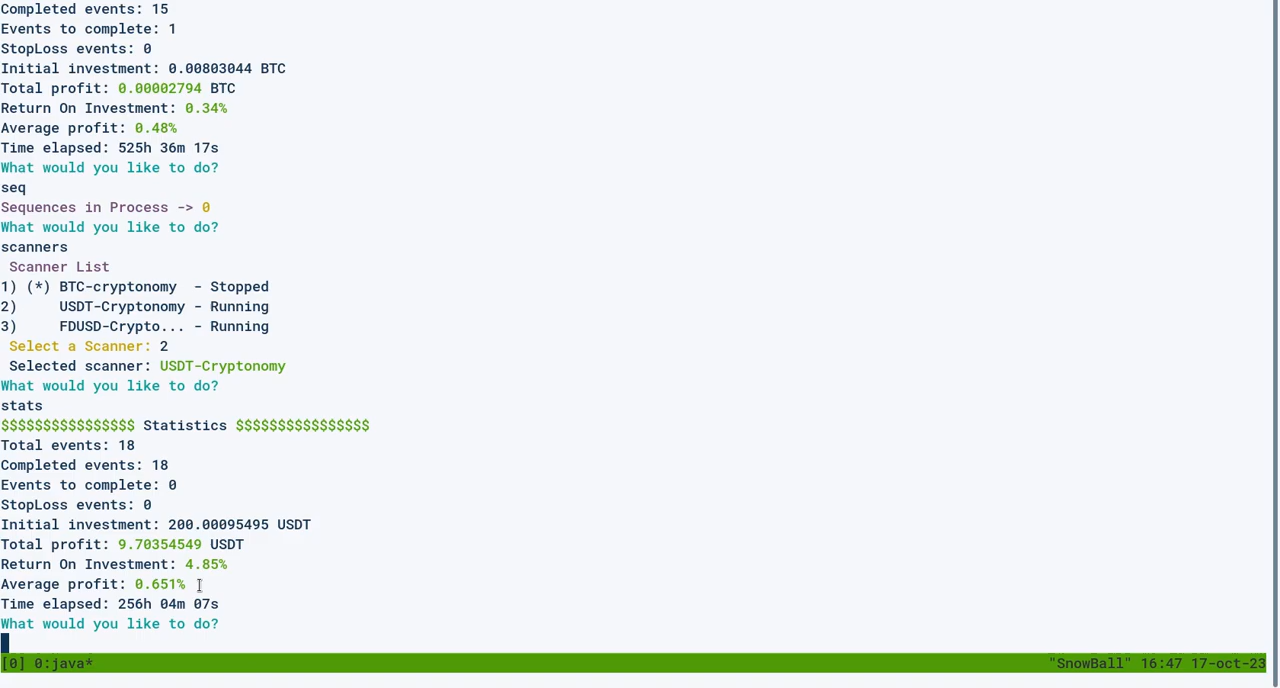 Completed events: 15
Events to complete: 1
StopLoss events: 0
Initial investment: 0.00803044 BTC
Total profit: 0.00002794 BTC
Return On Investment: 0.34%
Average profit: 0.48%
Time elapsed: 525h 36m 17s
What would you like to do?
seq
Sequences in Process -> 0
What would you like to do?
scanners
 Scanner List
1) (*) BTC-cryptonomy  - Stopped
2)     USDT-Cryptonomy - Running
3)     FDUSD-Crypto... - Running
 Select a Scanner: 2
 Selected scanner: USDT-Cryptonomy
What would you like to do?
stats
$$$$$$$$$$$$$$$$ Statistics $$$$$$$$$$$$$$$$
Total events: 18
Completed events: 18
Events to complete: 0
StopLoss events: 0
Initial investment: 200.00095495 USDT
Total profit: 9.70354549 USDT
Return On Investment: 4.85%
Average profit: 0.651%
Time elapsed: 256h 04m 07s
What would you like to do?
[0] 0:java* "SnowBall" 16:47 17-oct-23